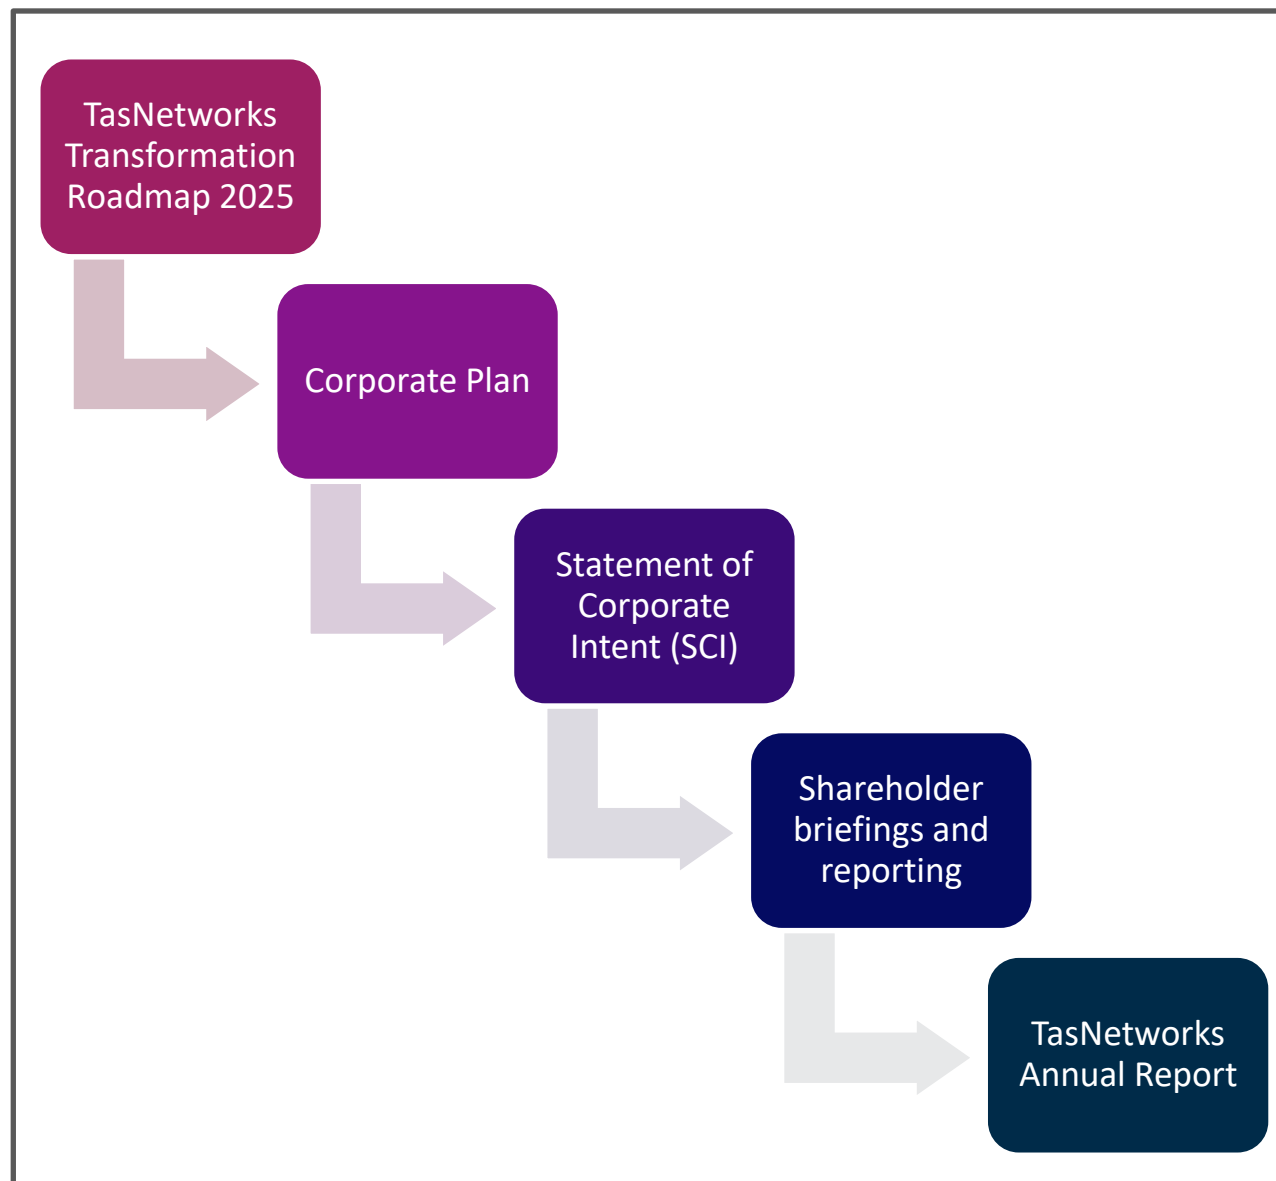 TasNetworks
Transformation
Roadmap 2025
Corporate Plan
Statement of
Corporate
Intent (SCI)
Shareholder
briefings and
reporting
TasNetworks
Annual Report